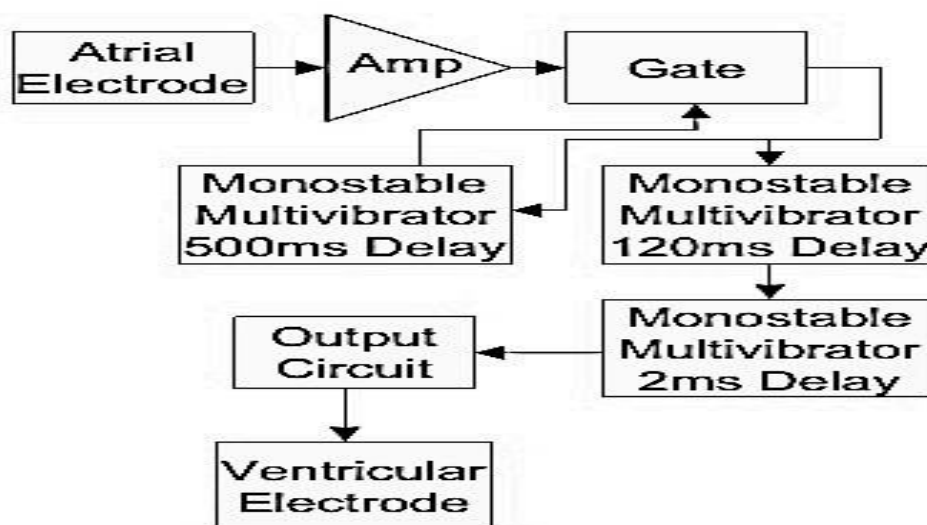 Atrial
Electrode
Amp
Gate
Monostable
Multivibrator
500ms Delay
Monostable
Multivibrator
120ms Delay
Monostable
Multivibrator
2ms Delay
Output
Circuit
Ventricular
Electrode